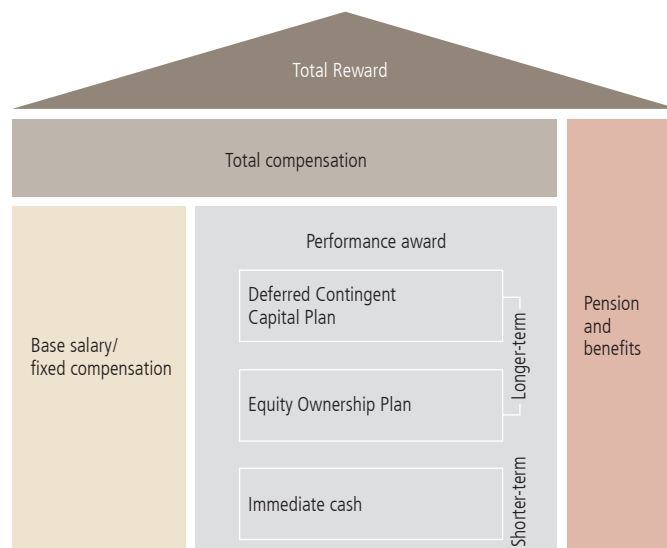 Total Reward
Total compensation
Base salary/
fixed compensation
Performance award
Deferred Contingent
Capital Plan
Equity Ownership Plan
Longer-term
Immediate cash
Shorter-term
Pension
and
benefits